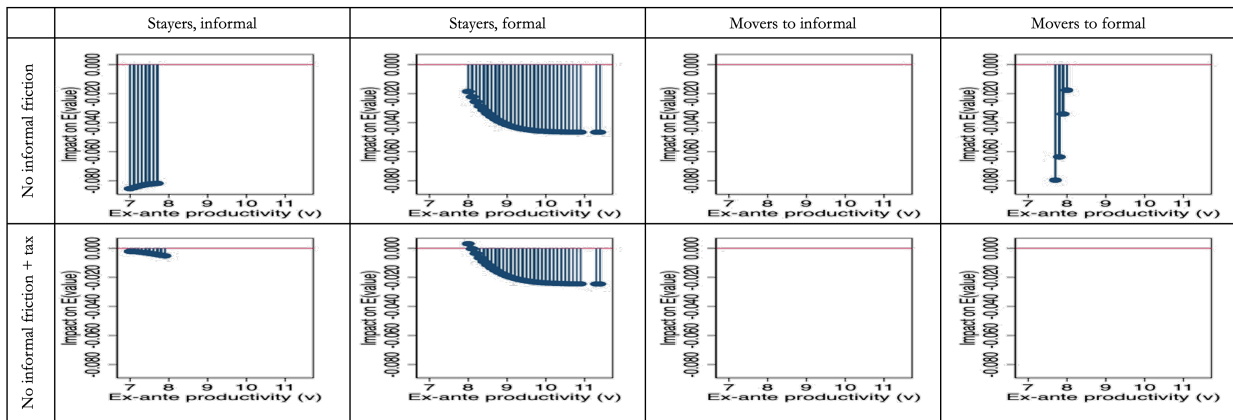 Stayers, informal
Stayers, formal
Movers to informal
Movers to formal
No informal friction
Impact on E(value)
0.000
-0.020
-0.040
-0.060
-0.080
7 8 9 10 11
Ex-ante productivity (v)
Impact on E(value)
0.000
-0.020
-0.040
-0.060
-0.080
7 8 9 10 11
Ex-ante productivity (v)
Impact on E(value)
0.000
-0.020
-0.040
-0.060
-0.080
7 8 9 10 11
Ex-ante productivity (v)
Impact on E(value)
0.000
-0.020
-0.040
-0.060
-0.080
7 8 9 10 11
Ex-ante productivity (v)
No informal friction + tax
Impact on E(value)
0.000
-0.020
-0.040
-0.060
-0.080
7 8 9 10 11
Ex-ante productivity (v)
Impact on E(value)
0.000
-0.020
-0.040
-0.060
-0.080
7 8 9 10 11
Ex-ante productivity (v)
Impact on E(value)
0.000
-0.020
-0.040
-0.060
-0.080
7 8 9 10 11
Ex-ante productivity (v)
Impact on E(value)
0.000
-0.020
-0.040
-0.060
-0.080
7 8 9 10 11
Ex-ante productivity (v)